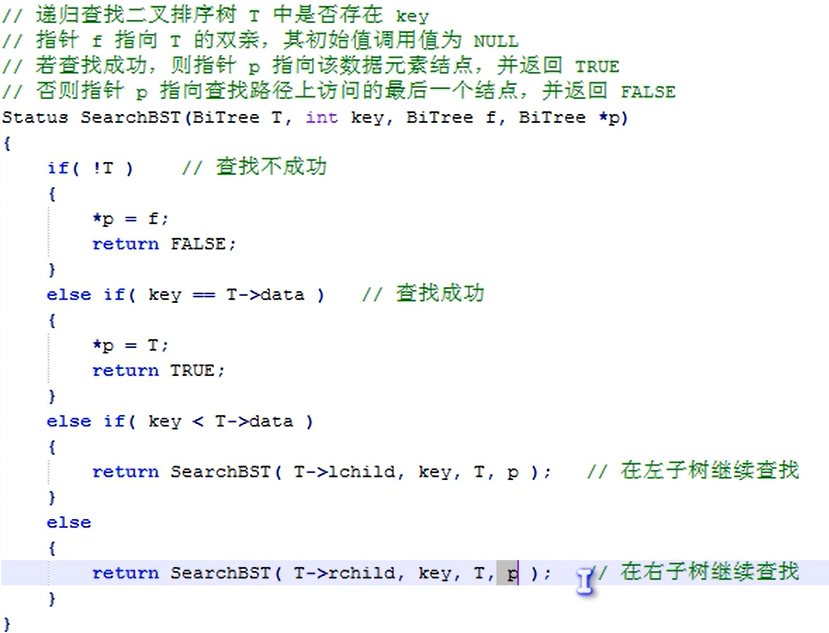 // 递归查找二叉排序树 T 中是否存在 key
// 指针 f 指向 T 的双亲，其初始值调用值为 NULL
// 若查找成功，则指针 p 指向该数据元素结点，并返回 TRUE
// 否则指针 p 指向查找路径上访问的最后一个结点，并返回 FALSE
Status SearchBST(BiTree T, int key, BiTree f, BiTree *p)
{
    if( !T )    // 查找不成功
    {
        *p = f;
        return FALSE;
    }
    else if( key == T->data )   // 查找成功
    {
        *p = T;
        return TRUE;
    }
    else if( key < T->data )
    {
        return SearchBST( T->lchild, key, T, p );   // 在左子树继续查找
    }
    else
    {
        return SearchBST( T->rchild, key, T, p );   // 在右子树继续查找
    }
}